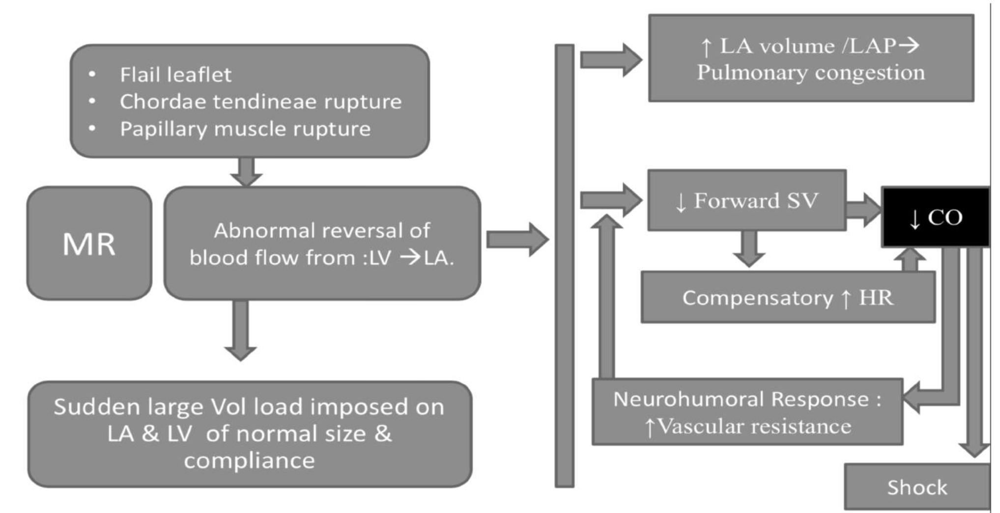 • Flail leaflet
• Chordae tendineae rupture
• Papillary muscle rupture
MR
Abnormal reversal of
blood flow from :LV →LA.
Sudden large Vol load imposed on
LA & LV of normal size &
compliance
↑ LA volume /LAP→
Pulmonary congestion
↓ Forward SV
↓ CO
Compensatory ↑ HR
Neurohumoral Response :
↑Vascular resistance
Shock